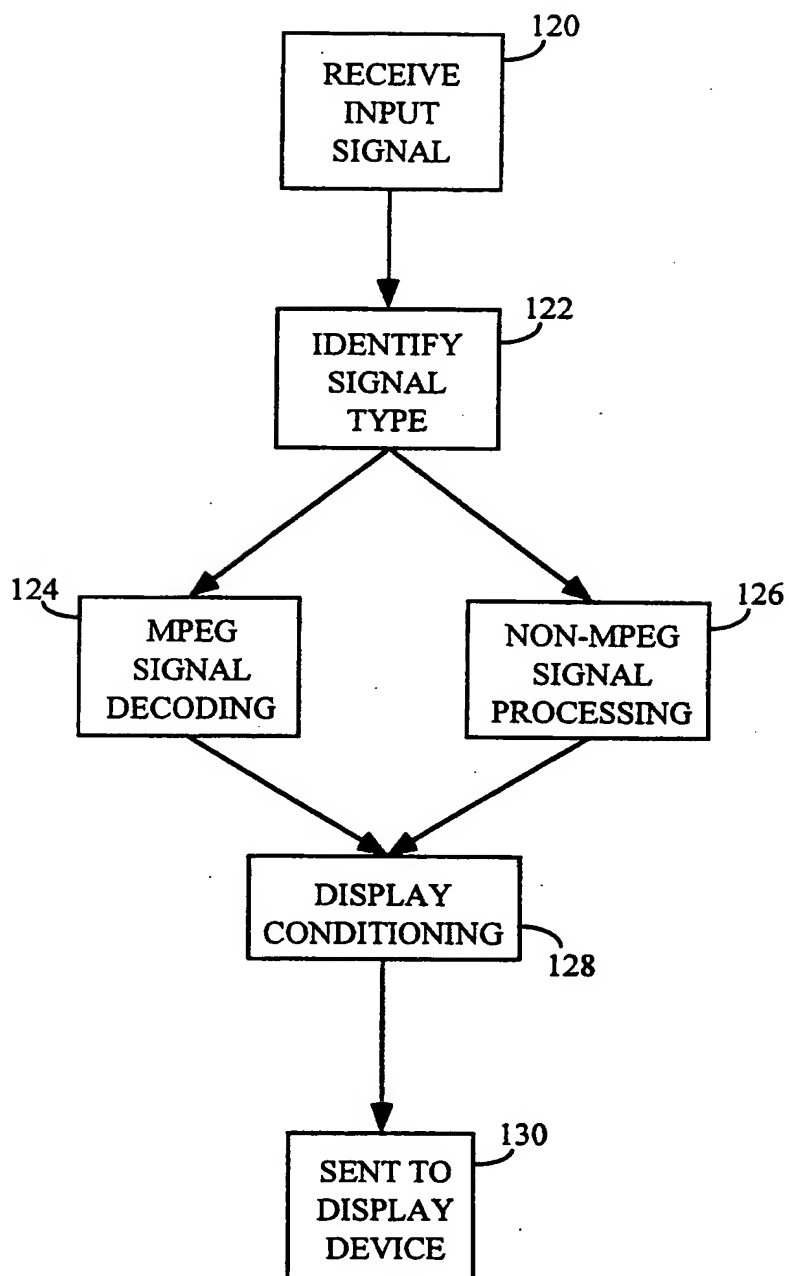 120
RECEIVE
INPUT
SIGNAL
122
IDENTIFY
SIGNAL
TYPE
124
MPEG
SIGNAL
DECODING
126
NON-MPEG
SIGNAL
PROCESSING
DISPLAY
CONDITIONING
128
130
SENT TO
DISPLAY
DEVICE